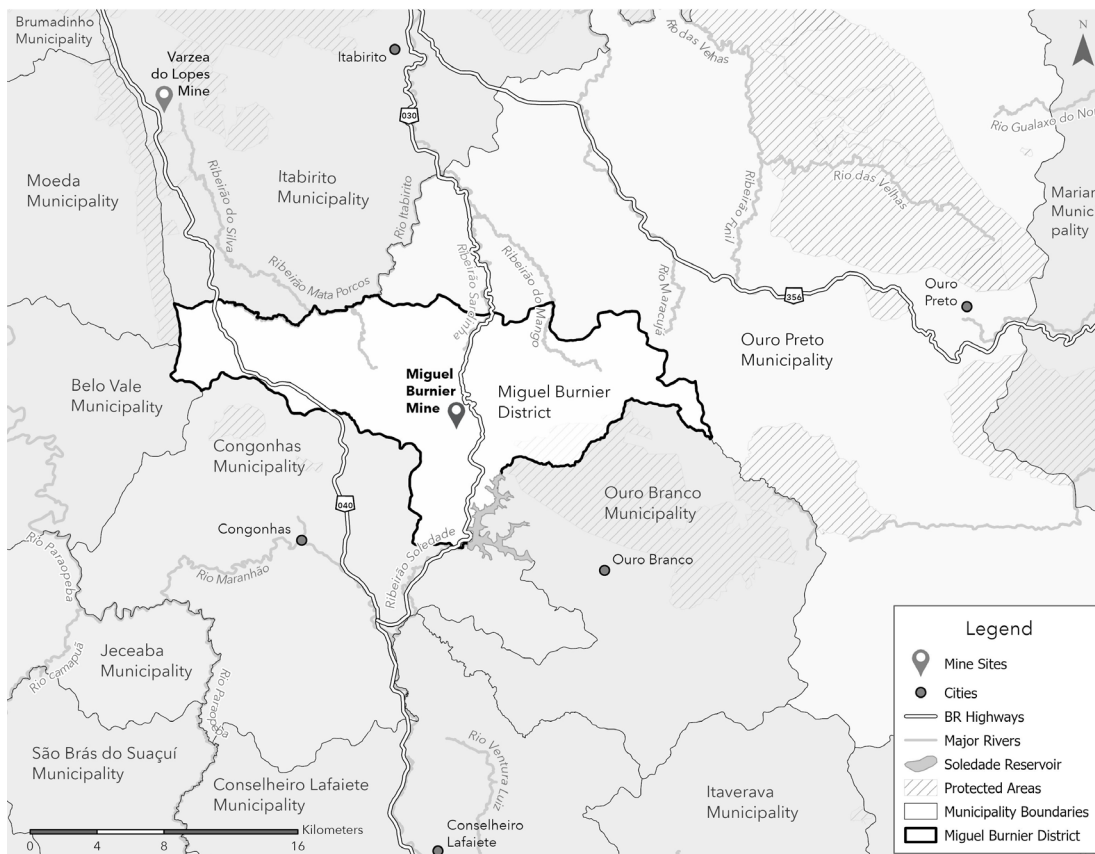 Brumadinho
Municipality
Varzea
do Lopes
Mine
Itabirito
030
Rio das Velhas
N
Rio Gualaxo do Nor
Moeda
Municipality
Ribeirão do Silva
Itabirito
Municipality
Rio Itabirito
Ribeirão Mata Porcos
Ribeirão Sardinha
Ribeirão do Mango
Ribeirão Funil
Rio das Velhas
Rio Maracujá
Marian
Munici
pality
Ouro
Preto
356
Ouro Preto
Municipality
Belo Vale
Municipality
Miguel
Burnier
Mine
Miguel Burnier
District
Congonhas
Municipality
040
Congonhas
Ouro Branco
Municipality
Ouro Branco
Ribeirão Soledade
Rio Maranhão
Rio Paraopeba
Rio camapuã
Jeceaba
Municipality
Rio Paraopeba
São Brás do Suaçuí
Municipality
Conselheiro Lafaiete
Municipality
Rio Ventura Luiz
Conselheiro
Lafaiete
Itaverava
Municipality
Kilometers
0 4 8 16
Legend
Mine Sites
Cities
BR Highways
Major Rivers
Soledade Reservoir
Protected Areas
Municipality Boundaries
Miguel Burnier District